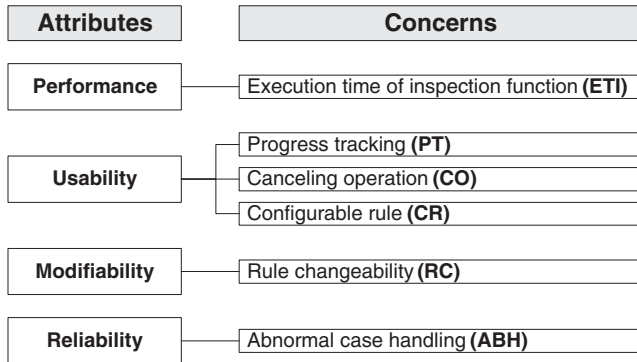 Attributes
Concerns
Performance
Execution time of inspection function (ETI)
Usability
Progress tracking (PT)
Canceling operation (CO)
Configurable rule (CR)
Modifiability
Rule changeability (RC)
Reliability
Abnormal case handling (ABH)